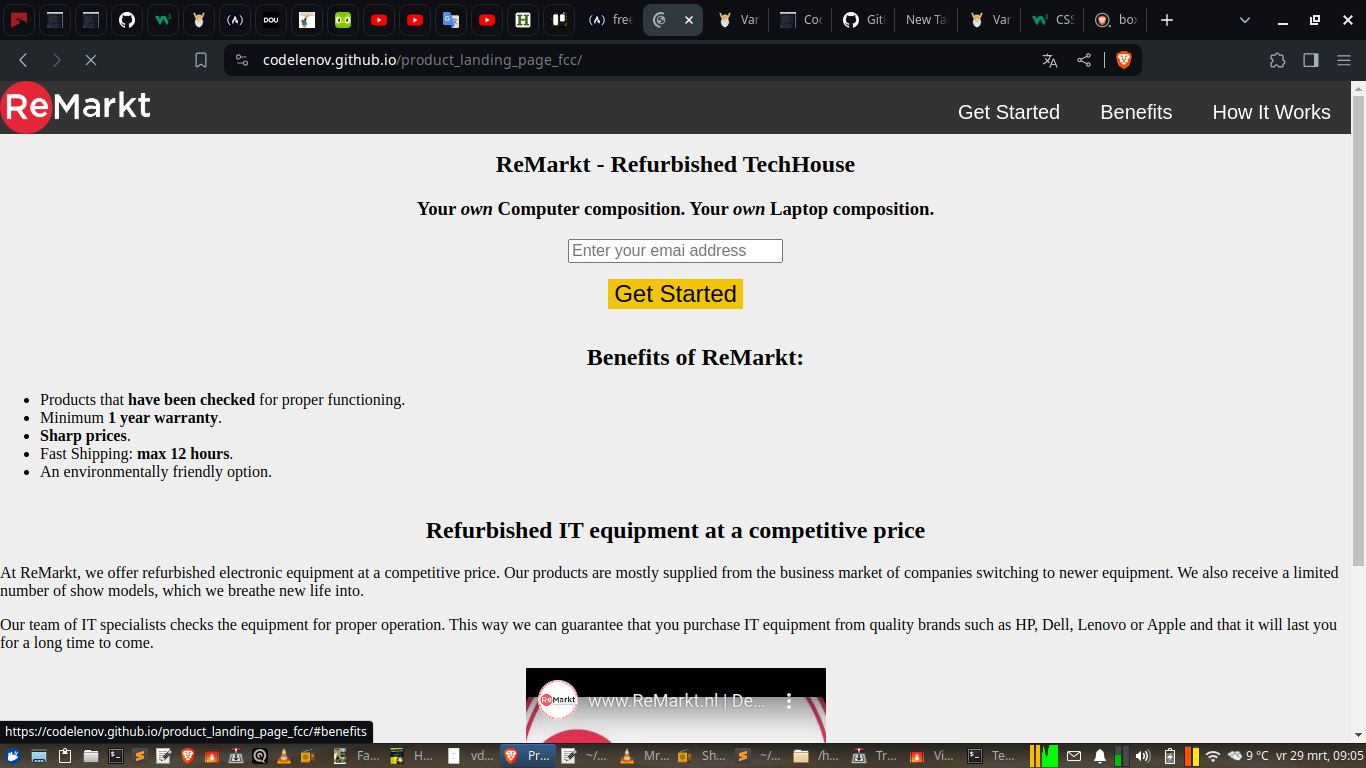 DOU
H
free
Var
Coc
Git
New Ta
Var
CSS
box
codelenov.github.io/product_landing_page_fcc/
ReMarkt
Get Started
Benefits
How It Works
ReMarkt - Refurbished TechHouse
Your own Computer composition. Your own Laptop composition.
Enter your emai address
Get Started
Benefits of ReMarkt:
Products that have been checked for proper functioning.
Minimum 1 year warranty.
Sharp prices.
Fast Shipping: max 12 hours.
An environmentally friendly option.
Refurbished IT equipment at a competitive price
At ReMarkt, we offer refurbished electronic equipment at a competitive price. Our products are mostly supplied from the business market of companies switching to newer equipment. We also receive a limited
number of show models, which we breathe new life into.
Our team of IT specialists checks the equipment for proper operation. This way we can guarantee that you purchase IT equipment from quality brands such as HP, Dell, Lenovo or Apple and that it will last you
for a long time to come.
ReMarkt
www.ReMarkt.nl | De...
https://codelenov.github.io/product_landing_page_fcc/#benefits
Fa...
H...
vd...
Pr...
~/...
Mr...
Sh...
~/...
/h...
Tr...
Vi...
Te...
9 °C
vr 29 mrt, 09:05